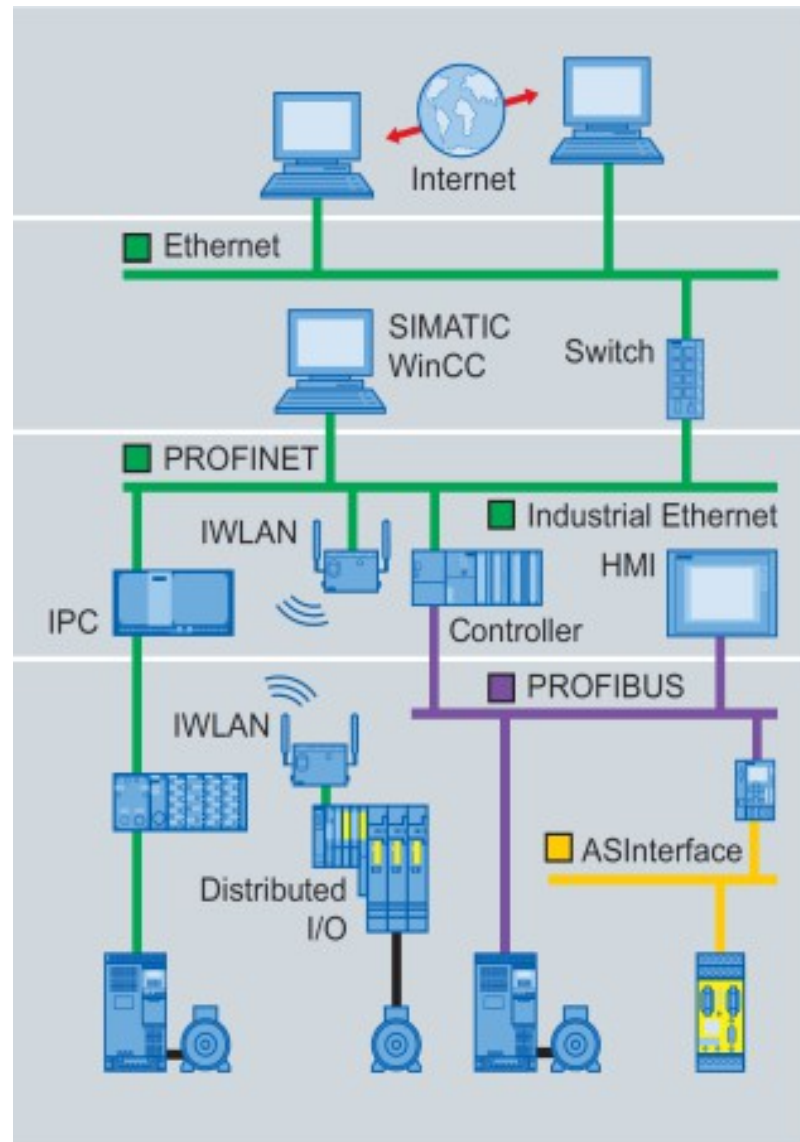 Internet
Ethernet
SIMATIC
WinCC
Switch
PROFINET
Industrial Ethernet
IWLAN
HMI
IPC
Controller
PROFIBUS
IWLAN
ASInterface
Distributed
I/O